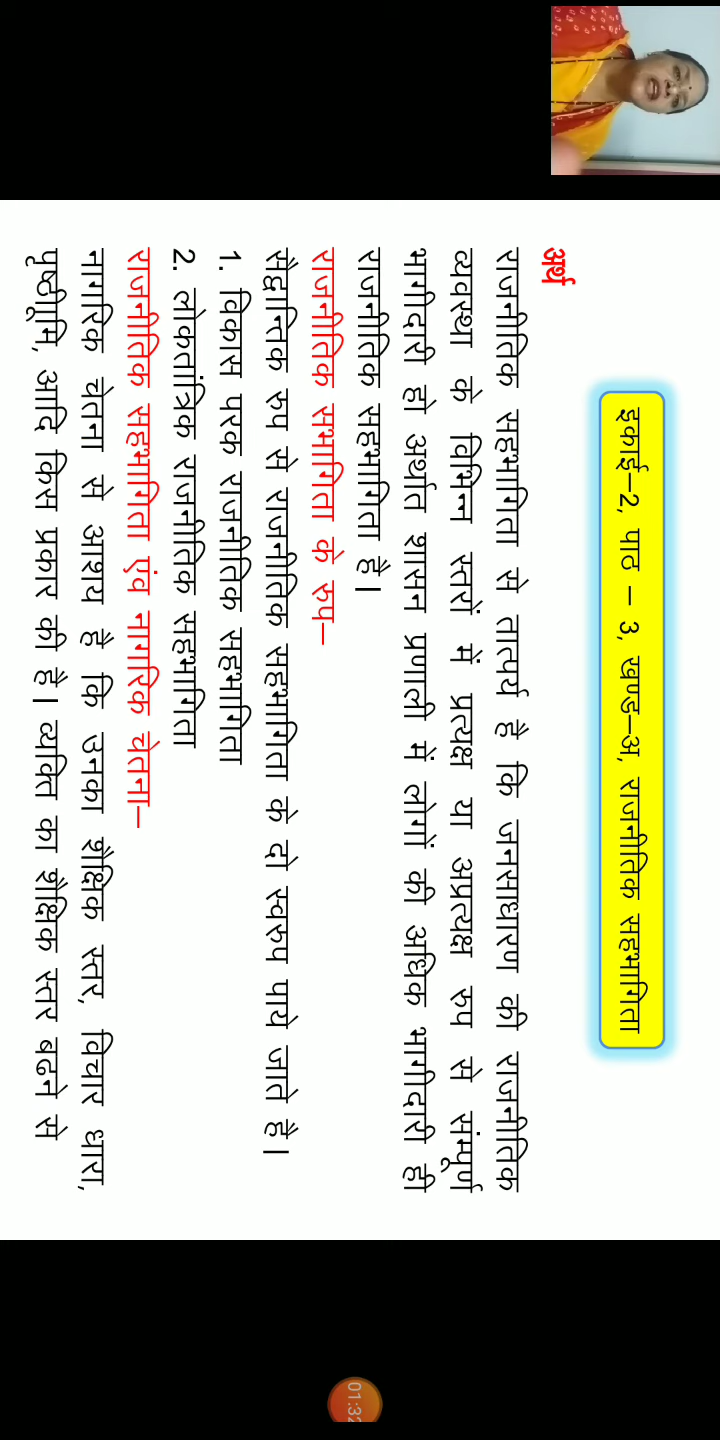 इकाई–2, पाठ – 3, खण्ड–अ, राजनीतिक सहभागिता
अर्थ
राजनीतिक सहभागिता से तात्पर्य है कि जनसाधारण की राजनीतिक
व्यवस्था के विभिन्न स्तरों में प्रत्यक्ष या अप्रत्यक्ष रुप से संम्पूर्ण
भागीदारी हो अर्थात शासन प्रणाली में लोगों की अधिक भागीदारी ही
राजनीतिक सहभागिता है।
राजनीतिक सभागिता के रुप–
सैद्वान्तिक रुप से राजनीतिक सहभागिता के दो स्वरुप पाये जाते है।
1. विकास परक राजनीतिक सहभागिता
2. लोकतांत्रिक राजनीतिक सहभागिता
राजनीतिक सहभागिता एंव नागरिक चेतना–
नागरिक चेतना से आशय है कि उनका शैक्षिक स्तर, विचार धारा,
पृष्ठीाूमि, आदि किस प्रकार की है। व्यक्ति का शैक्षिक स्तर बढने से
01:32